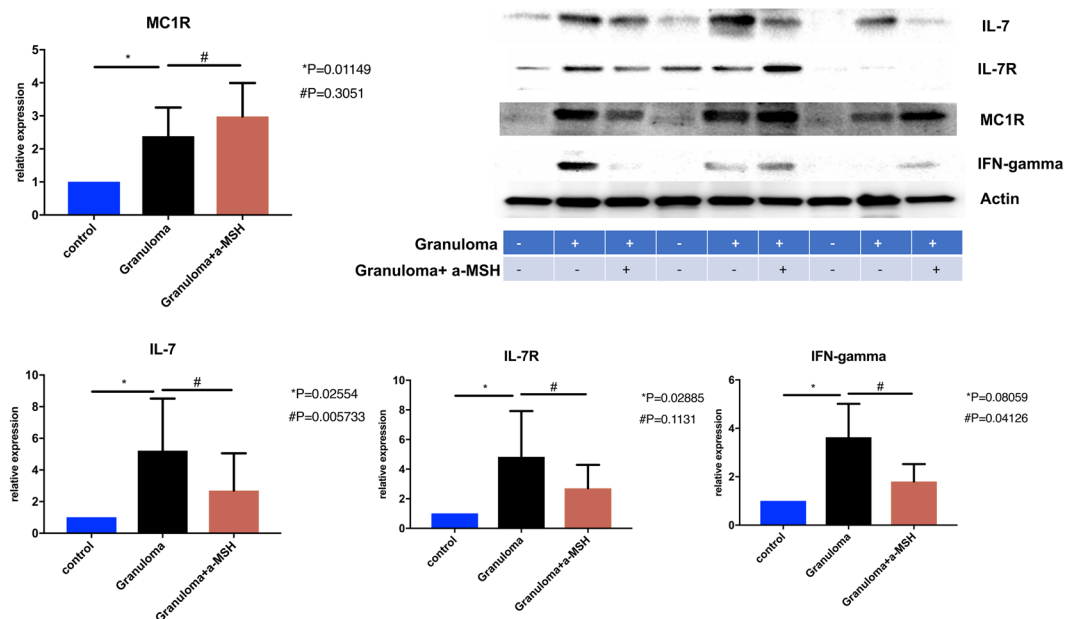 MC1R
relative expression
5
4
3
2
1
0
*
#
*P=0.01149
#P=0.3051
control
Granuloma
Granuloma+a-MSH
IL-7
IL-7R
MC1R
IFN-gamma
Actin
Granuloma - + + - + + - + +
Granuloma+ a-MSH - - + - - + - - +
IL-7
relative expression
10
8
6
4
2
0
*
#
*P=0.02554
#P=0.005733
control
Granuloma
Granuloma+a-MSH
IL-7R
relative expression
10
8
6
4
2
0
*
#
*P=0.02885
#P=0.1131
control
Granuloma
Granuloma+a-MSH
IFN-gamma
relative expression
6
4
2
0
*
#
*P=0.08059
#P=0.04126
control
Granuloma
Granuloma+a-MSH